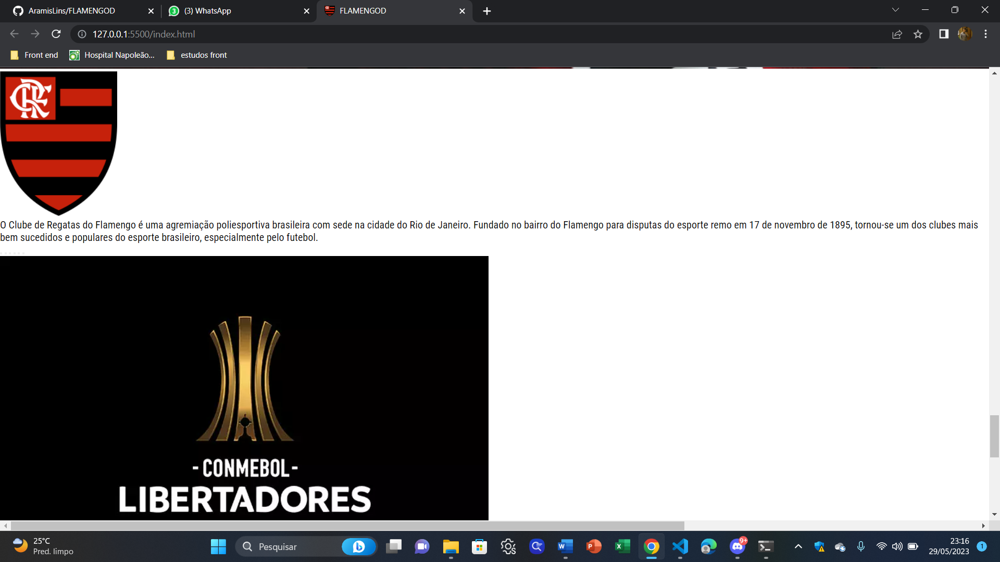 AramisLins/FLAMENGOD
3
(3) WhatsApp
FLAMENGOD
127.0.0.1:5500/index.html
Front end
Hospital Napoleão...
estudos front
CRF
O Clube de Regatas do Flamengo é uma agremiação poliesportiva brasileira com sede na cidade do Rio de Janeiro. Fundado no bairro do Flamengo para disputas do esporte remo em 17 de novembro de 1895, tornou-se um dos clubes mais
bem sucedidos e populares do esporte brasileiro, especialmente pelo futebol.
- CONMEBOL -
LIBERTADORES
25°C
Pred. limpo
Pesquisar
9+
23:16
29/05/2023
1